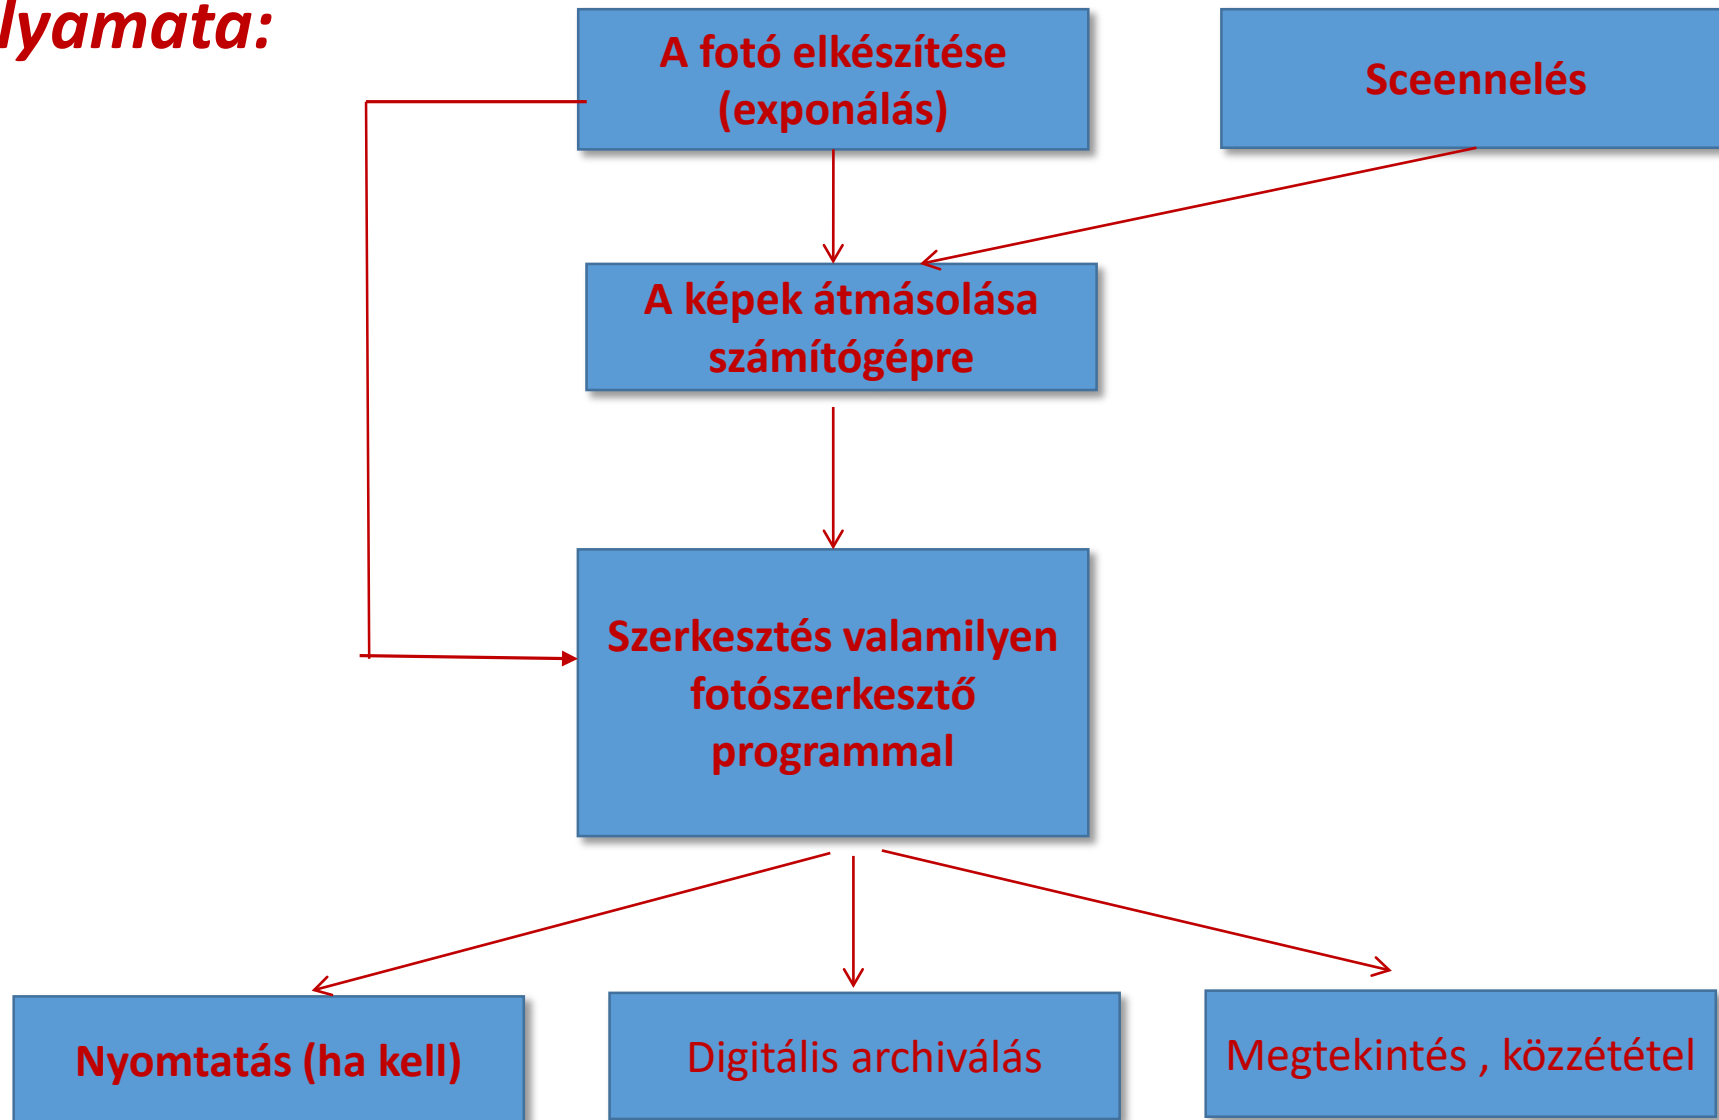 lyamata:
A fotó elkészítése
(exponálás)
Sceennelés
A képek átmásolása
számítógépre
Szerkesztés valamilyen
fotószerkesztő
programmal
Nyomtatás (ha kell)
Digitális archiválás
Megtekintés , közzététel